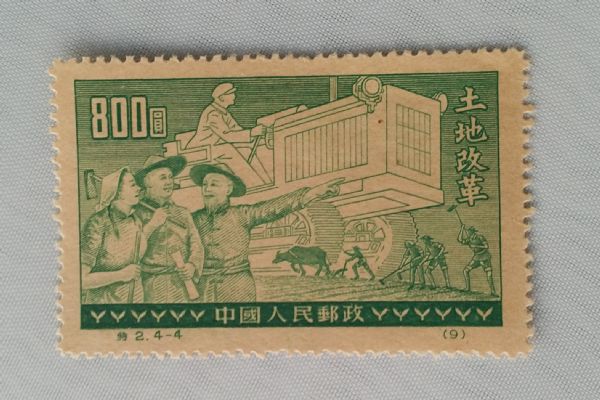 800圓
土地改革
中國人民郵政
特 2.4-4
(9)